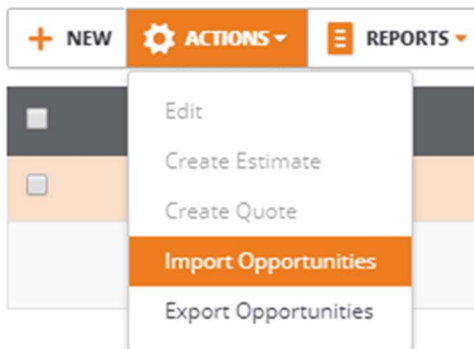 NEW ACTIONS REPORTS
Edit
Create Estimate
Create Quote
Import Opportunities
Export Opportunities